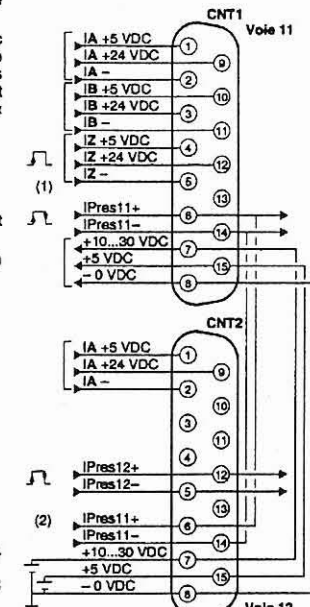 CNT1
Voie 11
IA +5 VDC
1
IA +24 VDC
9
IA –
2
IB +5 VDC
10
IB +24 VDC
3
IB –
11
IZ +5 VDC
4
IZ +24 VDC
12
IZ –
5
(1)
13
IPres11+
6
IPres11–
14
+10...30 VDC
7
+5 VDC
15
– 0 VDC
8
CNT2
IA +5 VDC
1
IA +24 VDC
9
IA –
2
10
3
11
4
IPres12+
12
IPres12–
5
13
(2)
IPres11+
6
IPres11–
14
+10...30 VDC
7
+5 VDC
15
– 0 VDC
8